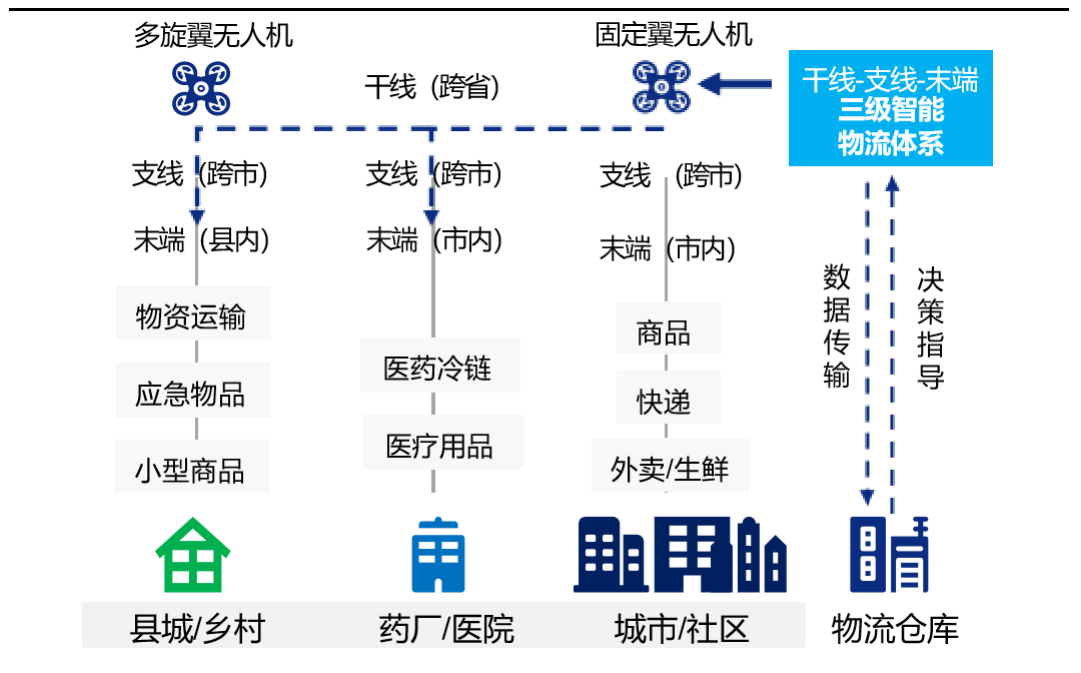 多旋翼无人机
固定翼无人机
干线 (跨省)
干线-支线-末端
三级智能
物流体系
支线 (跨市)
支线 (跨市)
支线 (跨市)
末端 (县内)
末端 (市内)
末端 (市内)
物资运输
应急物品
小型商品
医药冷链
医疗用品
商品
快递
外卖/生鲜
数据传输
决策指导
县城/乡村
药厂/医院
城市/社区
物流仓库